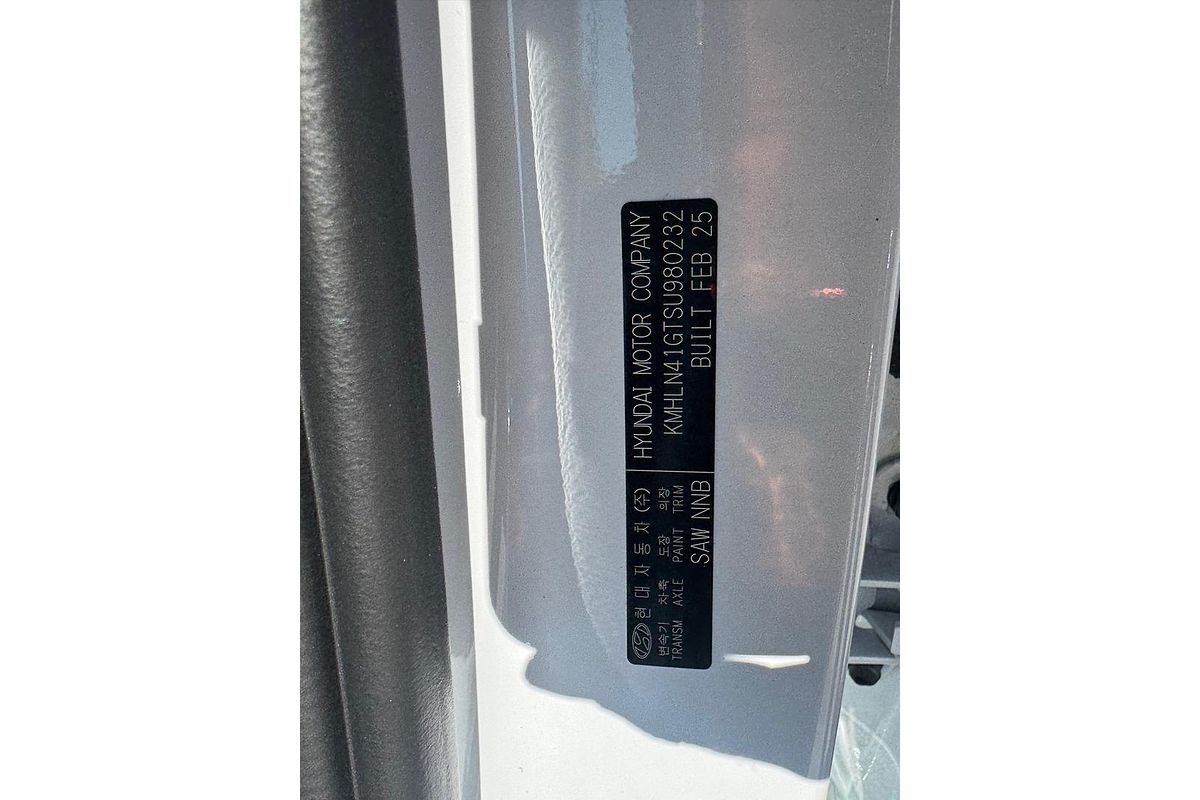 현대자동차(주)
변속기 차축 도장 의장
TRANSM AXLE PAINT TRIM
SAW NNB
HYUNDAI MOTOR COMPANY
KMHLN41GTSU980232
BUILT FEB 25